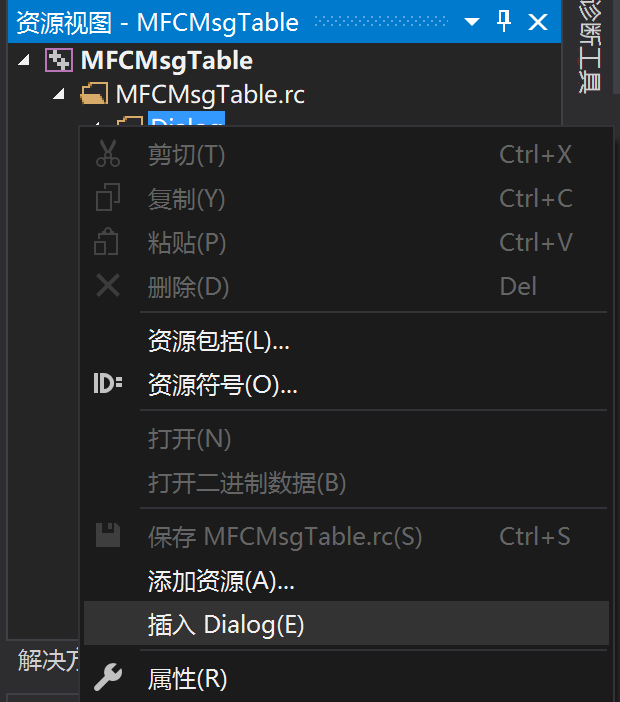 资源视图 - MFCMsgTable
诊断工具
MFCMsgTable
MFCMsgTable.rc
Dialog
剪切(T) Ctrl+X
复制(Y) Ctrl+C
粘贴(P) Ctrl+V
删除(D) Del
资源包括(L)...
ID= 资源符号(O)...
打开(N)
打开二进制数据(B)
保存 MFCMsgTable.rc(S) Ctrl+S
添加资源(A)...
插入 Dialog(E)
解决方
属性(R)